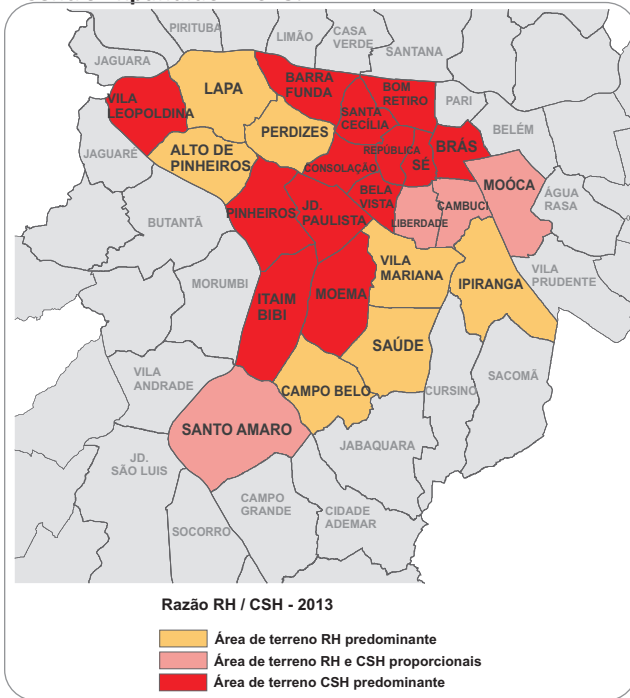 PIRITUBA
LIMÃO
CASA
VERDE
SANTANA
JAGUARA
LAPA
BARRA
FUNDA
BOM
RETIRO
PARI
VILA
LEOPOLDINA
SANTA
CECÍLIA
BELÉM
PERDIZES
REPÚBLICA
SÉ
BRÁS
JAGUARÉ
ALTO DE
PINHEIROS
CONSOLAÇÃO
MOÓCA
ÁGUA
RASA
BELA
VISTA
CAMBUCI
LIBERDADE
BUTANTÃ
PINHEIROS
JD.
PAULISTA
VILA
MARIANA
IPIRANGA
VILA
PRUDENTE
MORUMBI
ITAIM
BIBI
MOEMA
SAÚDE
VILA
ANDRADE
CAMPO BELO
CURSINO
SACOMÃ
SANTO AMARO
JABAQUARA
JD.
SÃO LUIS
CAMPO
GRANDE
CIDADE
ADEMAR
SOCORRO
Razão RH / CSH - 2013
Área de terreno RH predominante
Área de terreno RH e CSH proporcionais
Área de terreno CSH predominante